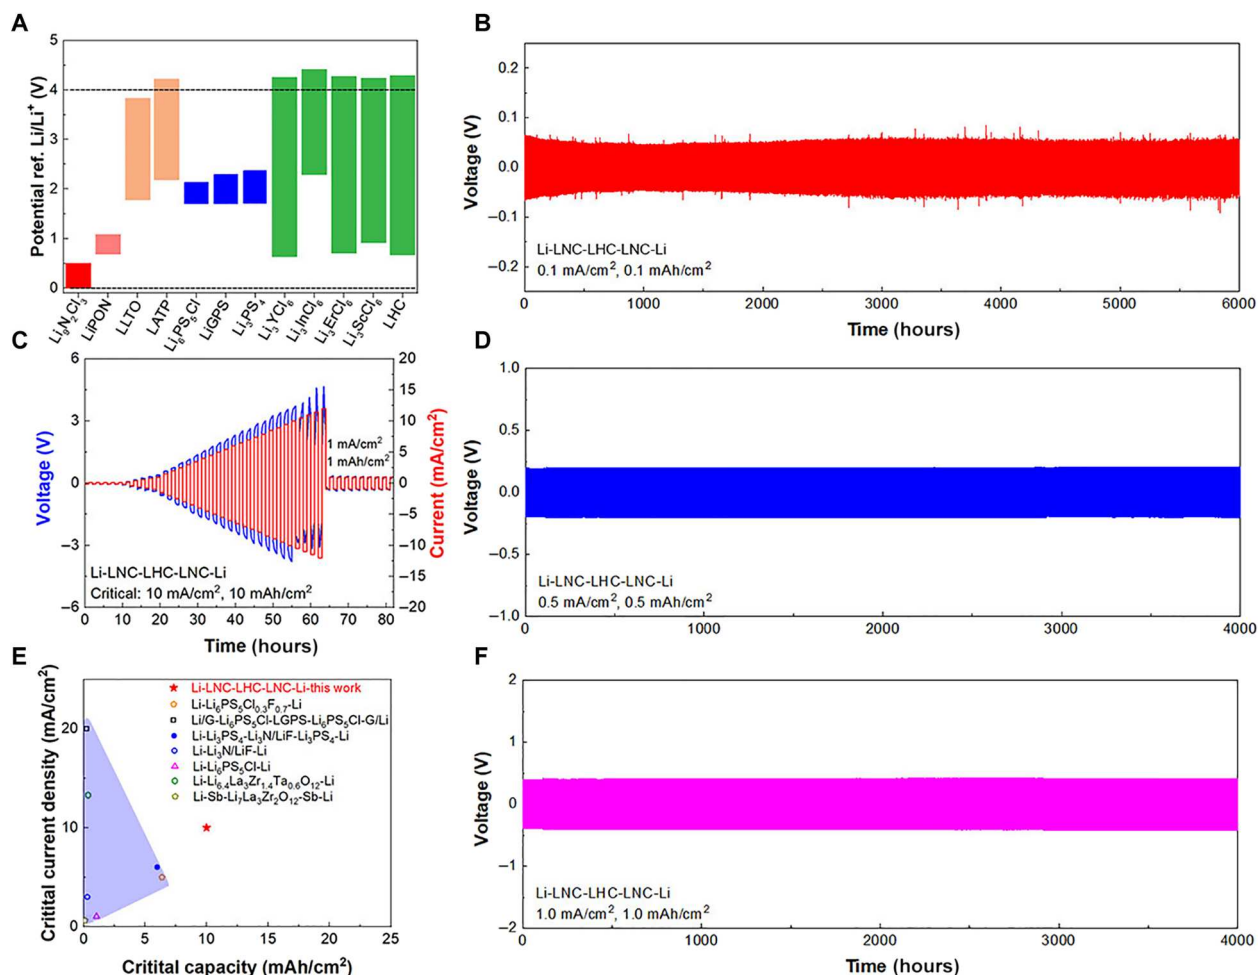 A
Potential ref. Li/Li⁺ (V)
5
4
3
2
1
0
Li₉N₂Cl₃
LiPON
LLTO
LATP
Li₆PS₅Cl
LiGPS
Li₃PS₄
Li₃YCl₆
Li₃InCl₆
Li₃ErCl₆
Li₃ScCl₆
LHC
B
Voltage (V)
0.2
0.1
0.0
−0.1
−0.2
Li-LNC-LHC-LNC-Li
0.1 mA/cm², 0.1 mAh/cm²
0 1000 2000 3000 4000 5000 6000
Time (hours)
C
Voltage (V)
6
3
0
−3
−6
1 mA/cm²
1 mAh/cm²
Li-LNC-LHC-LNC-Li
Critical: 10 mA/cm², 10 mAh/cm²
20
15
10
5
0
−5
−10
−15
−20
Current (mA/cm²)
0 10 20 30 40 50 60 70 80
Time (hours)
D
Voltage (V)
1.0
0.5
0.0
−0.5
−1.0
Li-LNC-LHC-LNC-Li
0.5 mA/cm², 0.5 mAh/cm²
0 1000 2000 3000 4000
Time (hours)
E
Critital current density (mA/cm²)
20
10
0
Li-LNC-LHC-LNC-Li-this work
Li-Li₆PS₅Cl₀.₃F₀.₇-Li
Li/G-Li₆PS₅Cl-LGPS-Li₆PS₅Cl-G/Li
Li-Li₃PS₄-Li₃N/LiF-Li₃PS₄-Li
Li-Li₃N/LiF-Li
Li-Li₆PS₅Cl-Li
Li-Li₆.₄La₃Zr₁.₄Ta₀.₆O₁₂-Li
Li-Sb-Li₇La₃Zr₂O₁₂-Sb-Li
0 5 10 15 20 25
Critital capacity (mAh/cm²)
F
Voltage (V)
2
1
0
−1
−2
Li-LNC-LHC-LNC-Li
1.0 mA/cm², 1.0 mAh/cm²
0 1000 2000 3000 4000
Time (hours)